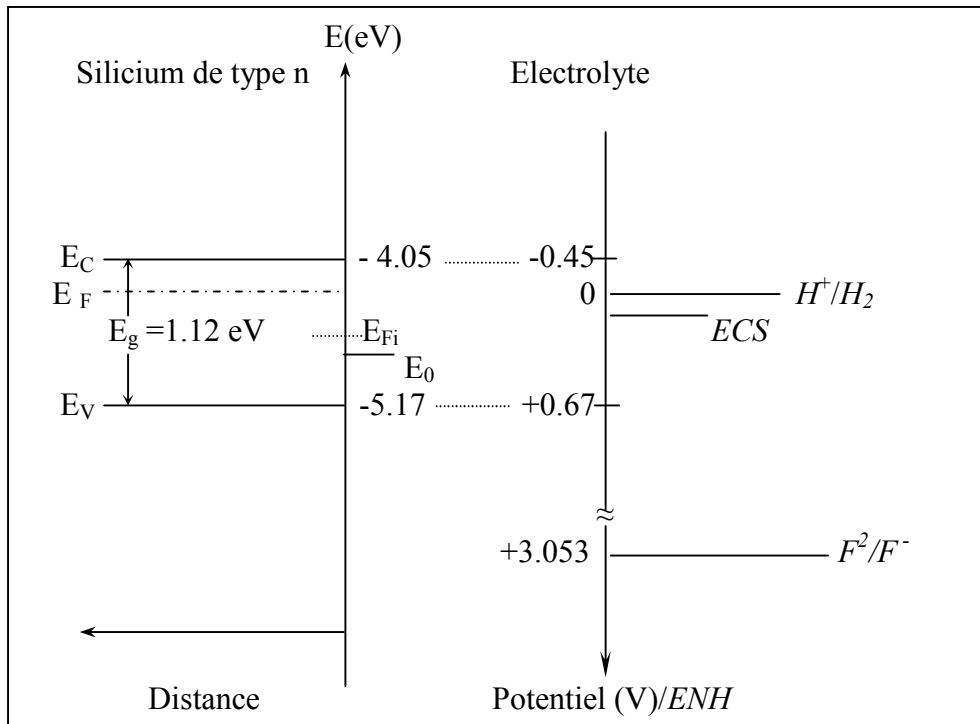 E(eV)
Silicium de type n
Electrolyte
E_C
- 4.05
-0.45
E_F
0
H⁺/H₂
E_g =1.12 eV
E_Fi
ECS
E₀
E_V
-5.17
+0.67
≈
+3.053
F²/F⁻
Distance
Potentiel (V)/ENH